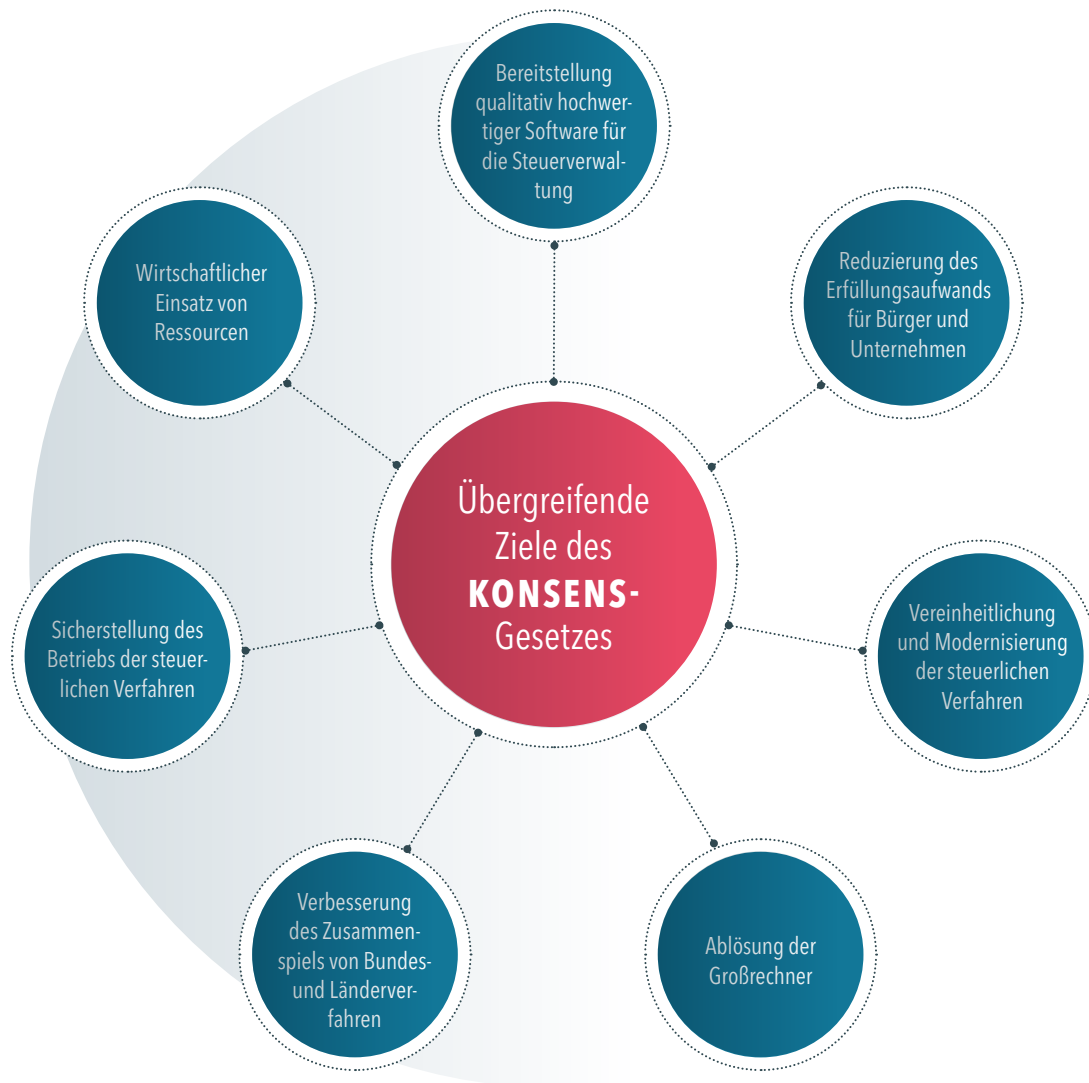 Bereitstellung
qualitativ hochwer-
tiger Software für
die Steuerverwal-
tung
Reduzierung des
Erfüllungsaufwands
für Bürger und
Unternehmen
Vereinheitlichung
und Modernisierung
der steuerlichen
Verfahren
Ablösung der
Großrechner
Verbesserung
des Zusammen-
spiels von Bundes-
und Länderver-
fahren
Sicherstellung des
Betriebs der steuer-
lichen Verfahren
Wirtschaftlicher
Einsatz von
Ressourcen
Übergreifende
Ziele des
KONSENS-
Gesetzes